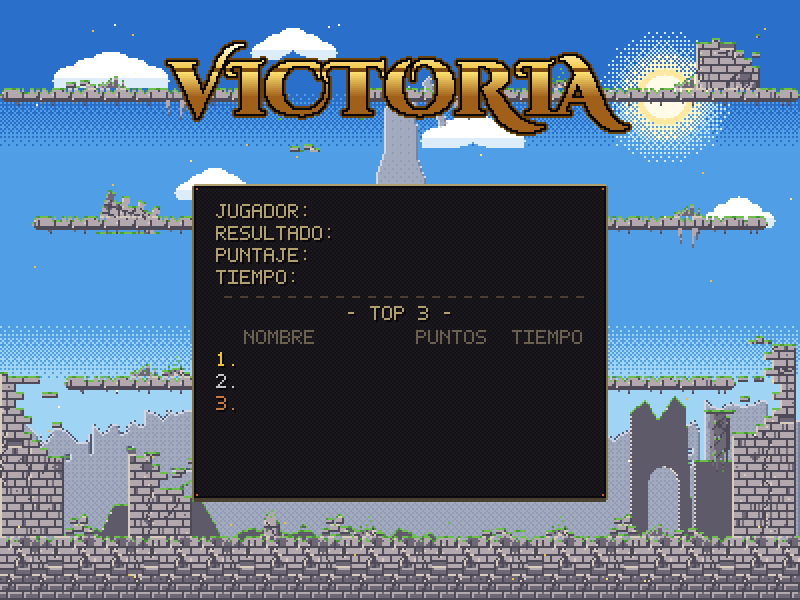 VICTORIA
JUGADOR:
RESULTADO:
PUNTAJE:
TIEMPO:
- TOP 3 -
NOMBRE PUNTOS TIEMPO
1.
2.
3.